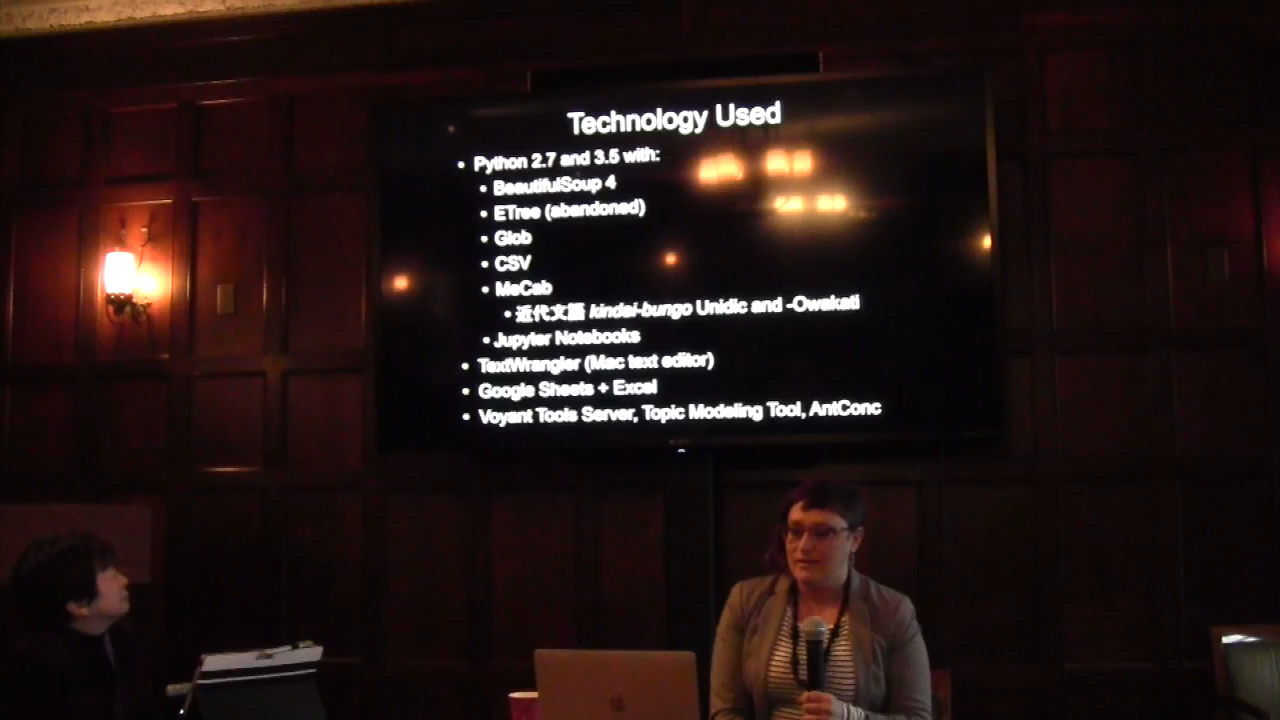 Technology Used
• Python 2.7 and 3.5 with:
• BeautifulSoup 4
• ETree (abandoned)
• Glob
• CSV
• MeCab
• 近代文語 kindai-bungo Unidic and -Owakati
• Jupyter Notebooks
• TextWrangler (Mac text editor)
• Google Sheets + Excel
• Voyant Tools Server, Topic Modeling Tool, AntConc